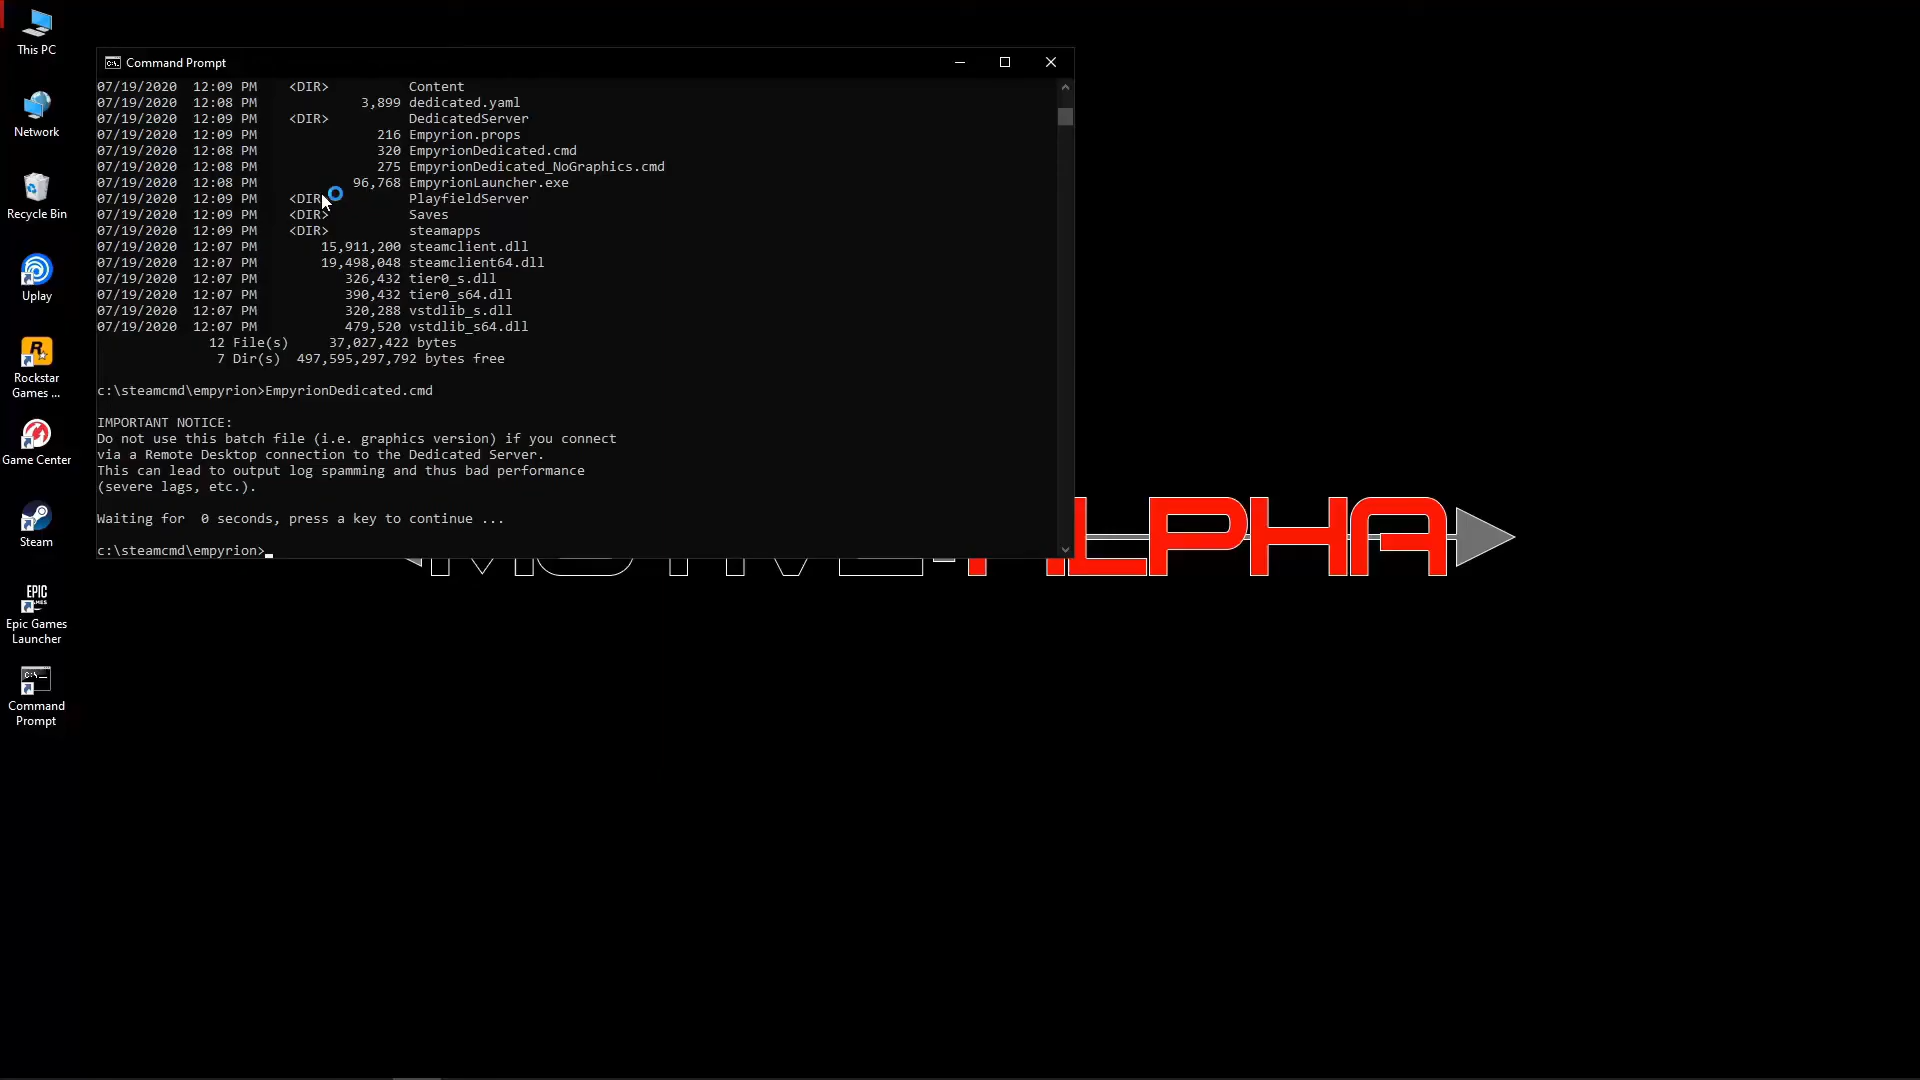 This PC
Network
Recycle Bin
Uplay
Rockstar
Games ...
Game Center
Steam
EPIC
GAMES
Epic Games
Launcher
C:\_
Command
Prompt
C:\ Command Prompt
07/19/2020  12:09 PM    <DIR>          Content
07/19/2020  12:08 PM             3,899 dedicated.yaml
07/19/2020  12:09 PM    <DIR>          DedicatedServer
07/19/2020  12:09 PM               216 Empyrion.props
07/19/2020  12:08 PM               320 EmpyrionDedicated.cmd
07/19/2020  12:08 PM               275 EmpyrionDedicated_NoGraphics.cmd
07/19/2020  12:08 PM            96,768 EmpyrionLauncher.exe
07/19/2020  12:09 PM    <DIR>          PlayfieldServer
07/19/2020  12:09 PM    <DIR>          Saves
07/19/2020  12:09 PM    <DIR>          steamapps
07/19/2020  12:07 PM        15,911,200 steamclient.dll
07/19/2020  12:07 PM        19,498,048 steamclient64.dll
07/19/2020  12:07 PM           326,432 tier0_s.dll
07/19/2020  12:07 PM           390,432 tier0_s64.dll
07/19/2020  12:07 PM           320,288 vstdlib_s.dll
07/19/2020  12:07 PM           479,520 vstdlib_s64.dll
12 File(s)     37,027,422 bytes
7 Dir(s)  497,595,297,792 bytes free
c:\steamcmd\empyrion>EmpyrionDedicated.cmd
IMPORTANT NOTICE:
Do not use this batch file (i.e. graphics version) if you connect
via a Remote Desktop connection to the Dedicated Server.
This can lead to output log spamming and thus bad performance
(severe lags, etc.).
Waiting for  0 seconds, press a key to continue ...
c:\steamcmd\empyrion>
ALPHA